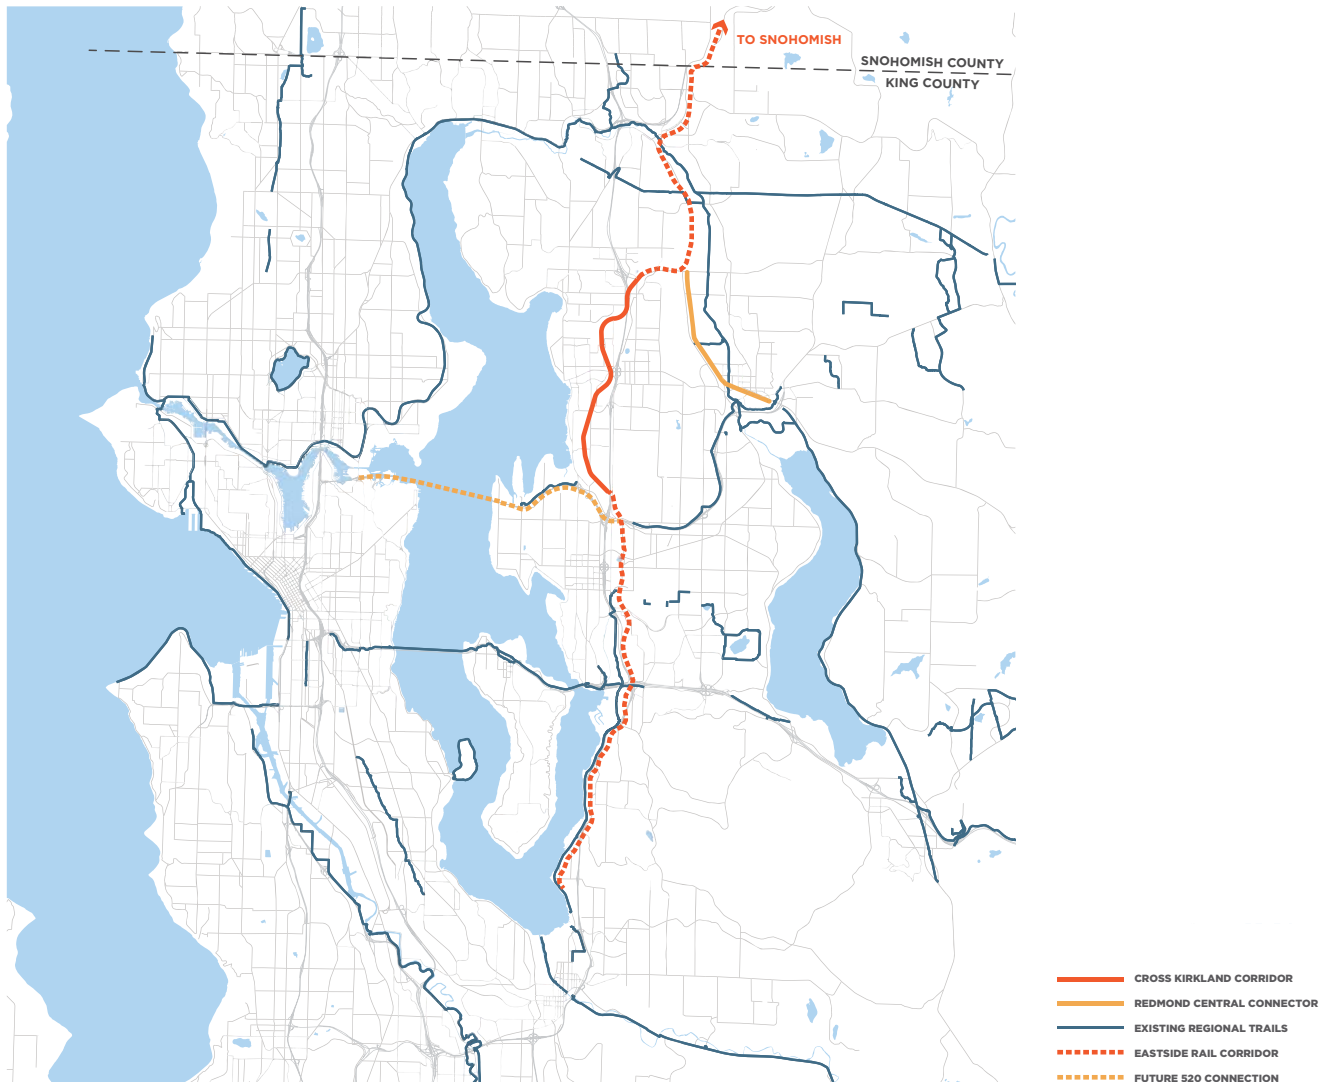 TO SNOHOMISH
SNOHOMISH COUNTY
KING COUNTY
CROSS KIRKLAND CORRIDOR
REDMOND CENTRAL CONNECTOR
EXISTING REGIONAL TRAILS
EASTSIDE RAIL CORRIDOR
FUTURE 520 CONNECTION